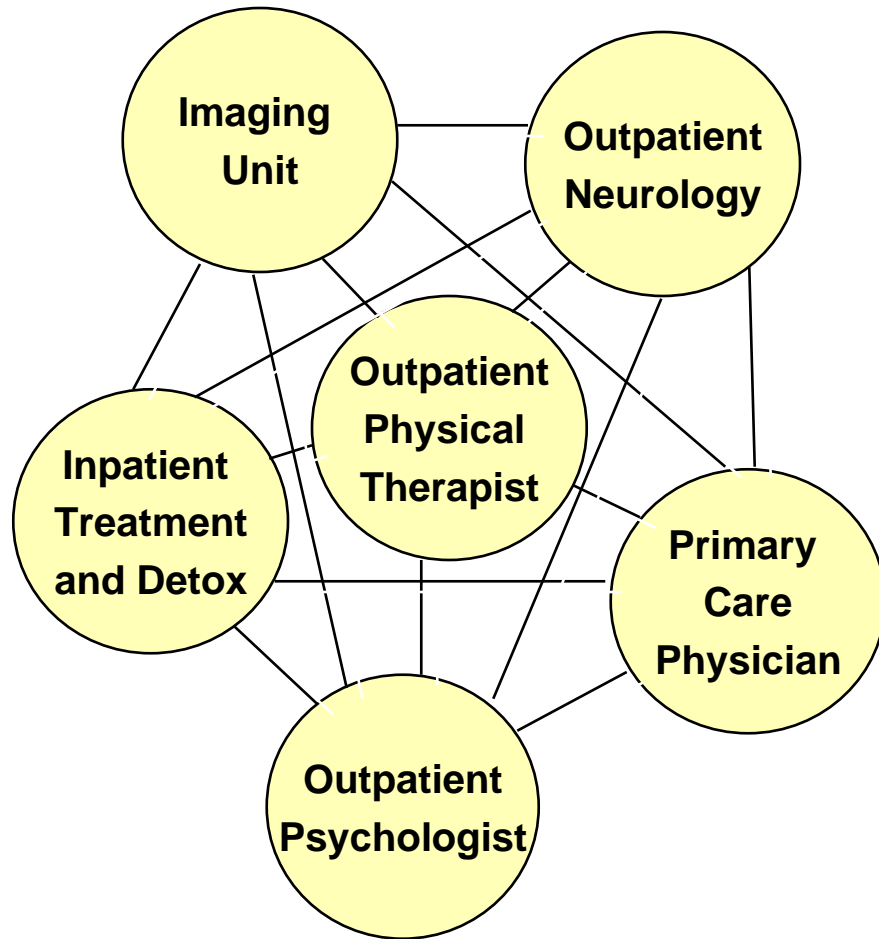 Imaging
Unit
Outpatient
Neurology
Outpatient
Physical
Therapist
Inpatient
Treatment
and Detox
Primary
Care
Physician
Outpatient
Psychologist